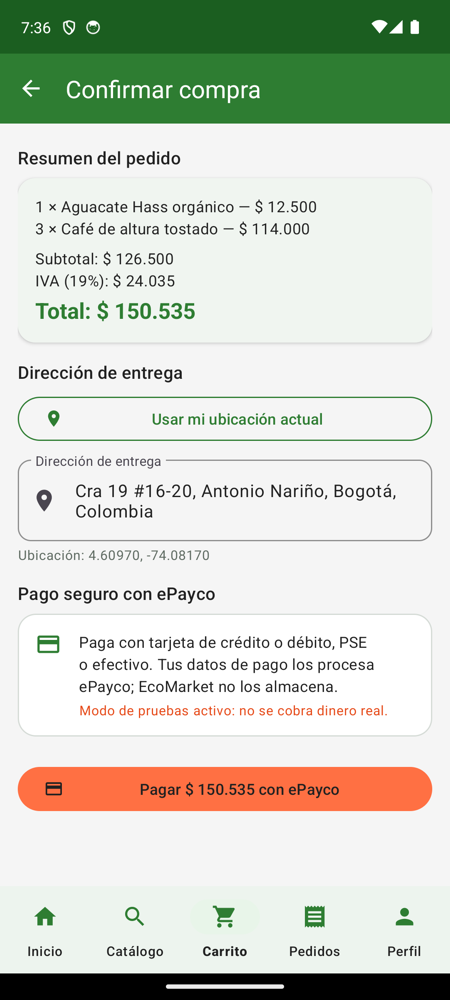 7:36
Confirmar compra
Resumen del pedido
1 × Aguacate Hass orgánico — $ 12.500
3 × Café de altura tostado — $ 114.000
Subtotal: $ 126.500
IVA (19%): $ 24.035
Total: $ 150.535
Dirección de entrega
Usar mi ubicación actual
Dirección de entrega
Cra 19 #16-20, Antonio Nariño, Bogotá,
Colombia
Ubicación: 4.60970, -74.08170
Pago seguro con ePayco
Paga con tarjeta de crédito o débito, PSE
o efectivo. Tus datos de pago los procesa
ePayco; EcoMarket no los almacena.
Modo de pruebas activo: no se cobra dinero real.
Pagar $ 150.535 con ePayco
Inicio Catálogo Carrito Pedidos Perfil